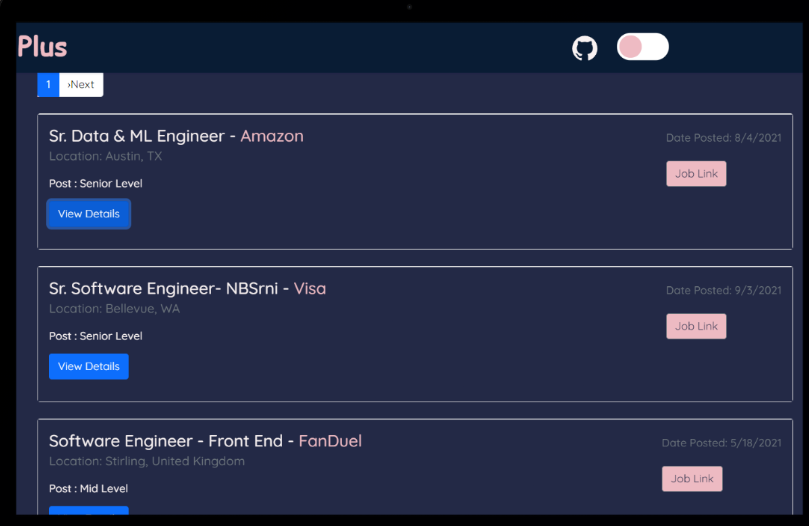 Plus
1 ›Next
Sr. Data & ML Engineer - Amazon
Date Posted: 8/4/2021
Location: Austin, TX
Job Link
Post : Senior Level
View Details
Sr. Software Engineer- NBSrni - Visa
Date Posted: 9/3/2021
Location: Bellevue, WA
Job Link
Post : Senior Level
View Details
Software Engineer - Front End - FanDuel
Date Posted: 5/18/2021
Location: Stirling, United Kingdom
Job Link
Post : Mid Level